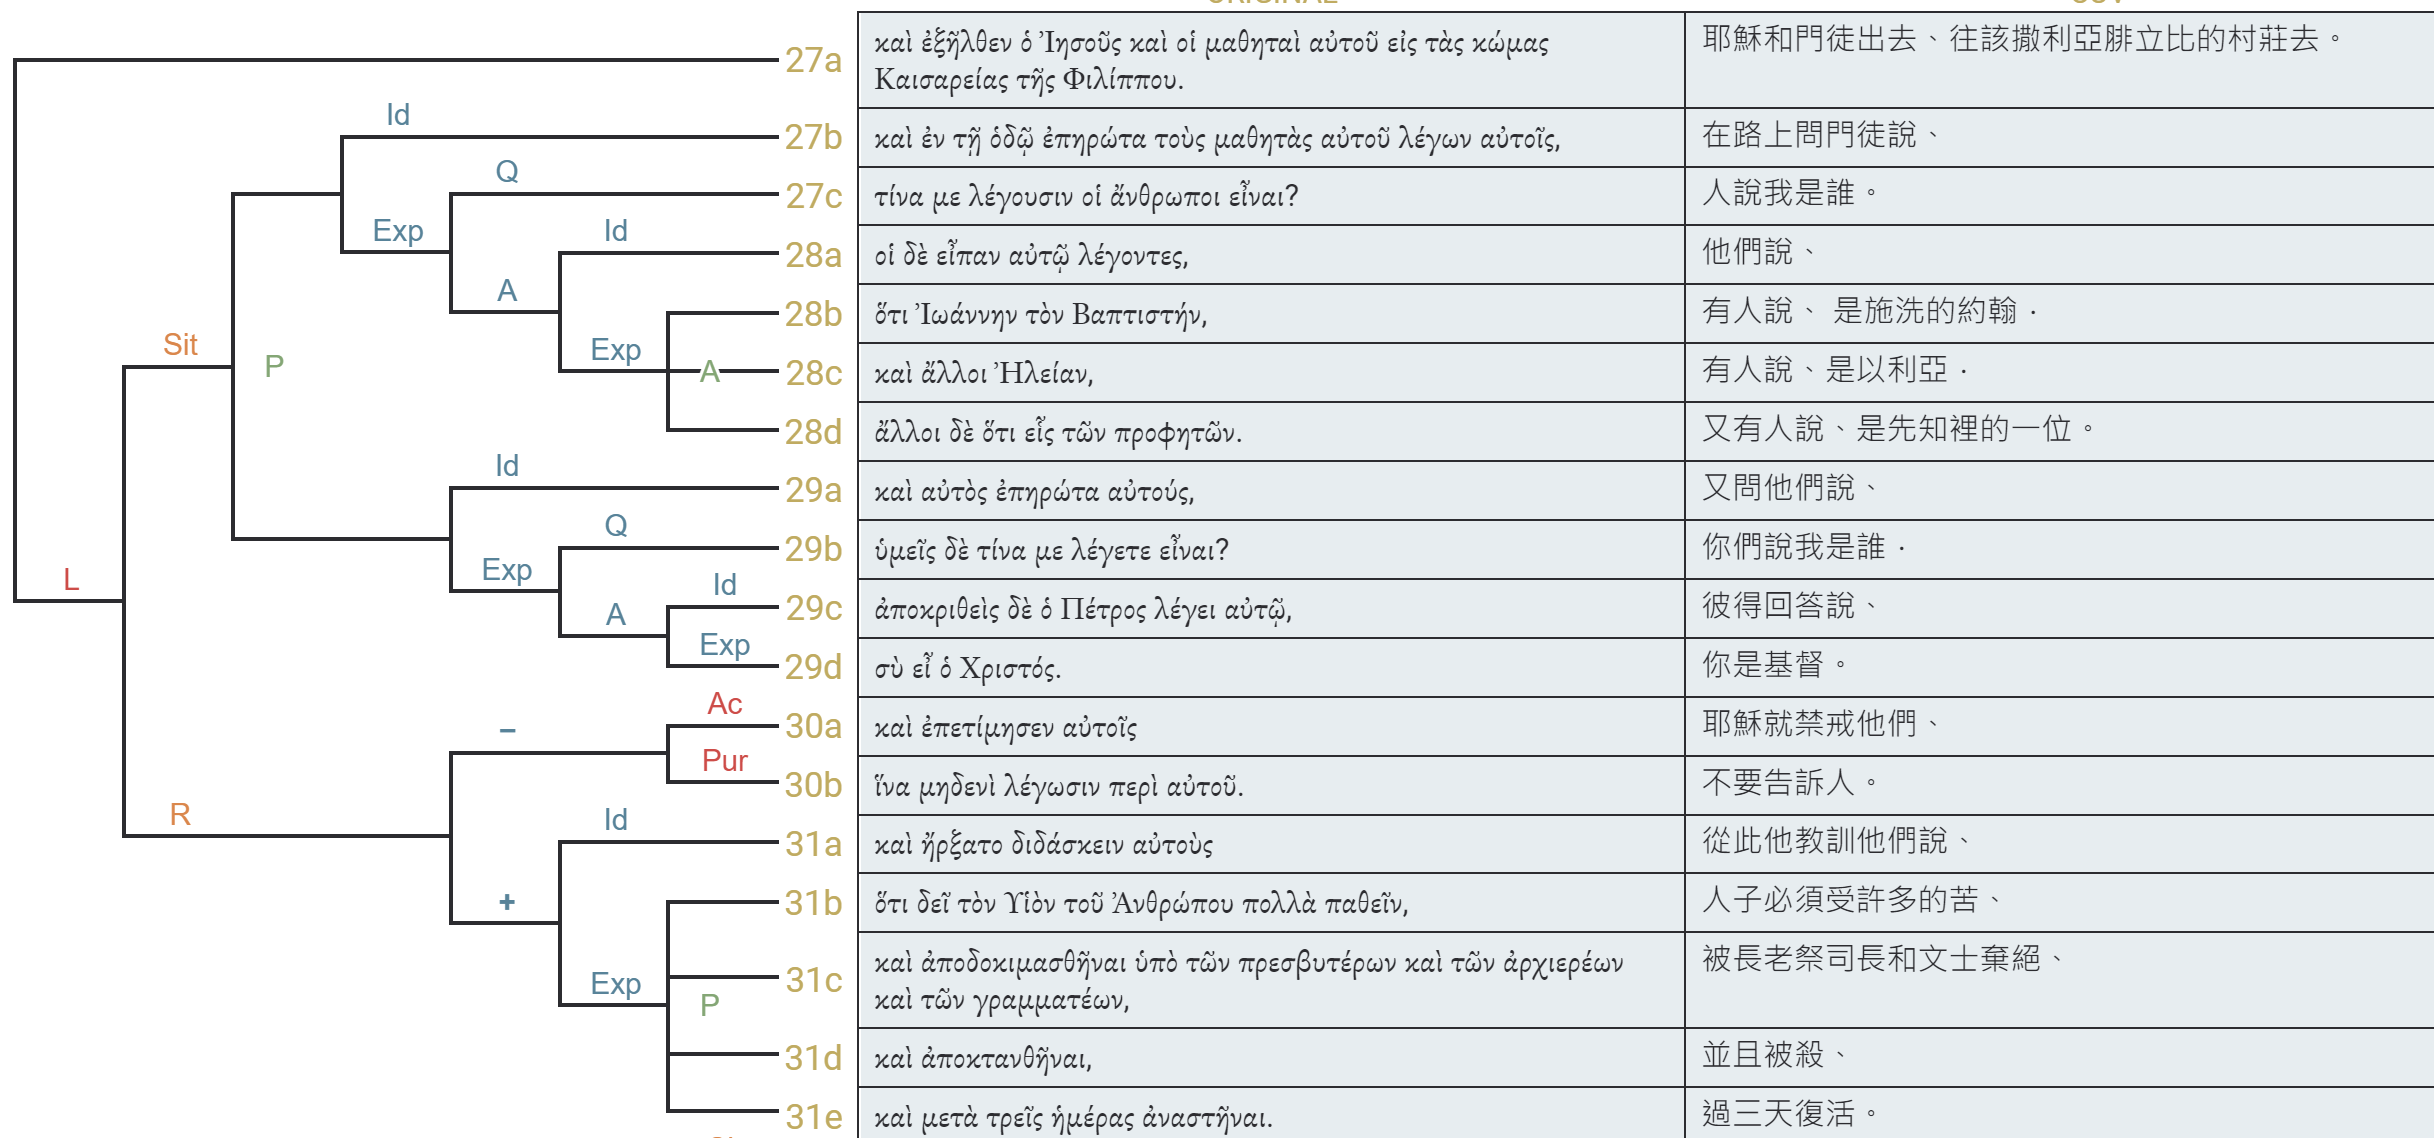 27a καὶ ἐξῆλθεν ὁ Ἰησοῦς καὶ οἱ μαθηταὶ αὐτοῦ εἰς τὰς κώμας 耶穌和門徒出去、往該撒利亞腓立比的村莊去。
Καισαρείας τῆς Φιλίππου.
Id
27b καὶ ἐν τῇ ὁδῷ ἐπηρώτα τοὺς μαθητὰς αὐτοῦ λέγων αὐτοῖς, 在路上問門徒說、
Q
27c τίνα με λέγουσιν οἱ ἄνθρωποι εἶναι? 人說我是誰。
Exp Id
28a οἱ δὲ εἶπαν αὐτῷ λέγοντες, 他們說、
A
28b ὅτι Ἰωάννην τὸν Βαπτιστήν, 有人說、 是施洗的約翰．
Sit P Exp
A 28c καὶ ἄλλοι Ἠλείαν, 有人說、是以利亞．
28d ἄλλοι δὲ ὅτι εἷς τῶν προφητῶν. 又有人說、是先知裡的一位。
Id
29a καὶ αὐτὸς ἐπηρώτα αὐτούς, 又問他們說、
Q
29b ὑμεῖς δὲ τίνα με λέγετε εἶναι? 你們說我是誰．
L Exp Id
29c ἀποκριθεὶς δὲ ὁ Πέτρος λέγει αὐτῷ, 彼得回答說、
A Exp
29d σὺ εἶ ὁ Χριστός. 你是基督。
Ac
– 30a καὶ ἐπετίμησεν αὐτοῖς 耶穌就禁戒他們、
Pur
30b ἵνα μηδενὶ λέγωσιν περὶ αὐτοῦ. 不要告訴人。
R Id
31a καὶ ἤρξατο διδάσκειν αὐτοὺς 從此他教訓他們說、
+ 31b ὅτι δεῖ τὸν Υἱὸν τοῦ Ἀνθρώπου πολλὰ παθεῖν, 人子必須受許多的苦、
Exp P 31c καὶ ἀποδοκιμασθῆναι ὑπὸ τῶν πρεσβυτέρων καὶ τῶν ἀρχιερέων 被長老祭司長和文士棄絕、
καὶ τῶν γραμματέων,
31d καὶ ἀποκτανθῆναι, 並且被殺、
31e καὶ μετὰ τρεῖς ἡμέρας ἀναστῆναι. 過三天復活。